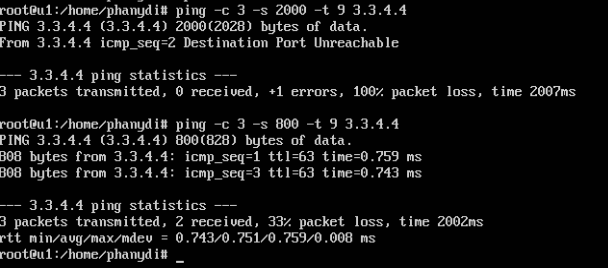 root@u1:/home/phanydi# ping -c 3 -s 2000 -t 9 3.3.4.4
PING 3.3.4.4 (3.3.4.4) 2000(2028) bytes of data.
From 3.3.4.4 icmp_seq=2 Destination Port Unreachable
--- 3.3.4.4 ping statistics ---
3 packets transmitted, 0 received, +1 errors, 100% packet loss, time 2007ms
root@u1:/home/phanydi# ping -c 3 -s 800 -t 9 3.3.4.4
PING 3.3.4.4 (3.3.4.4) 800(828) bytes of data.
808 bytes from 3.3.4.4: icmp_seq=1 ttl=63 time=0.759 ms
808 bytes from 3.3.4.4: icmp_seq=3 ttl=63 time=0.743 ms
--- 3.3.4.4 ping statistics ---
3 packets transmitted, 2 received, 33% packet loss, time 2002ms
rtt min/avg/max/mdev = 0.743/0.751/0.759/0.008 ms
root@u1:/home/phanydi# _